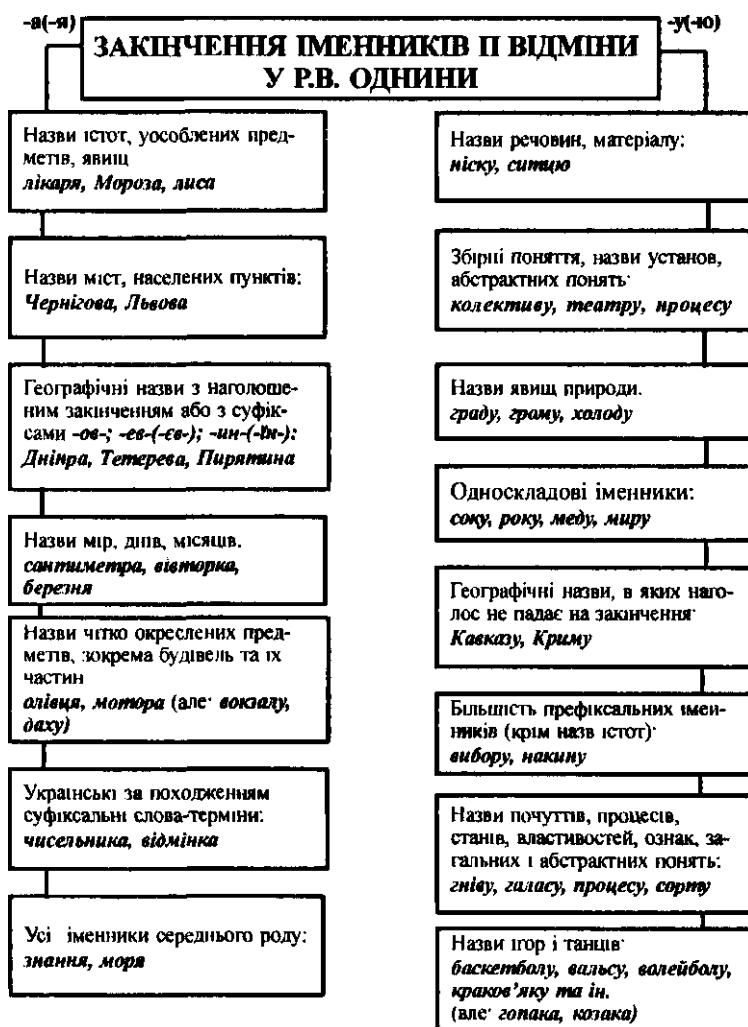 -а(-я)
-у(-ю)
ЗАКІНЧЕННЯ ІМЕННИКІВ ІІ ВІДМІНИ
У Р.В. ОДНИНИ
Назви істот, уособлених пред-
метів, явищ
лікаря, Мороза, лиса
Назви міст, населених пунктів:
Чернігова, Львова
Географічні назви з наголоше-
ним закінченням або з суфік-
сами -ов-; -ев-(-єв-); -ин-(-їн-):
Дніпра, Тетерева, Пирятина
Назви мір, днів, місяців.
сантиметра, вівторка,
березня
Назви чітко окреслених пред-
метів, зокрема будівель та їх
частин
олівця, мотора (але· вокзалу,
даху)
Українські за походженням
суфіксальні слова-терміни:
чисельника, відмінка
Усі іменники середнього роду:
знання, моря
Назви речовин, матеріалу:
піску, ситцю
Збірні поняття, назви установ,
абстрактних понять·
колективу, театру, процесу
Назви явищ природи.
граду, грому, холоду
Односкладові іменники:
соку, року, меду, миру
Географічні назви, в яких наго-
лос не падає на закінчення·
Кавказу, Криму
Більшість префіксальних імен-
ників (крім назв істот)·
вибору, накипу
Назви почуттів, процесів,
станів, властивостей, ознак, за-
гальних і абстрактних понять:
гніву, галасу, процесу, сорту
Назви ігор і танців·
баскетболу, вальсу, волейболу,
краков’яку та ін.
(але· гопака, козака)